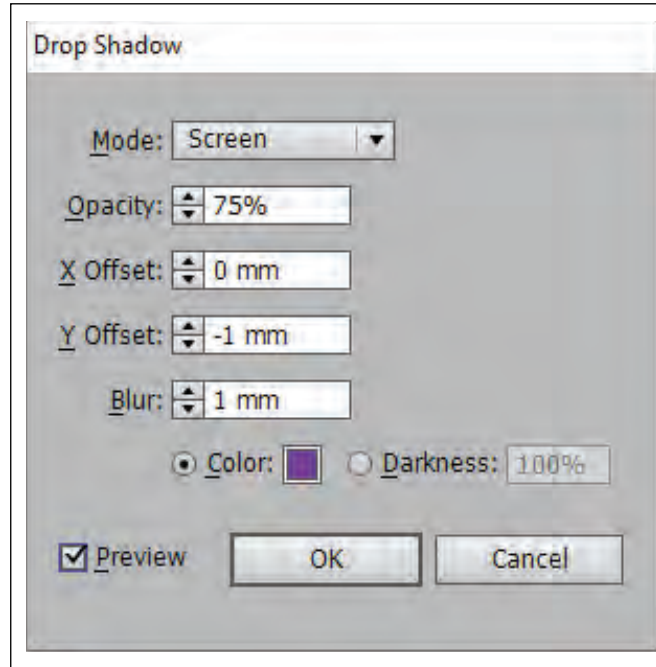 Drop Shadow
Mode: Screen
Opacity: 75%
X Offset: 0 mm
Y Offset: -1 mm
Blur: 1 mm
Color: Darkness: 100%
Preview OK Cancel